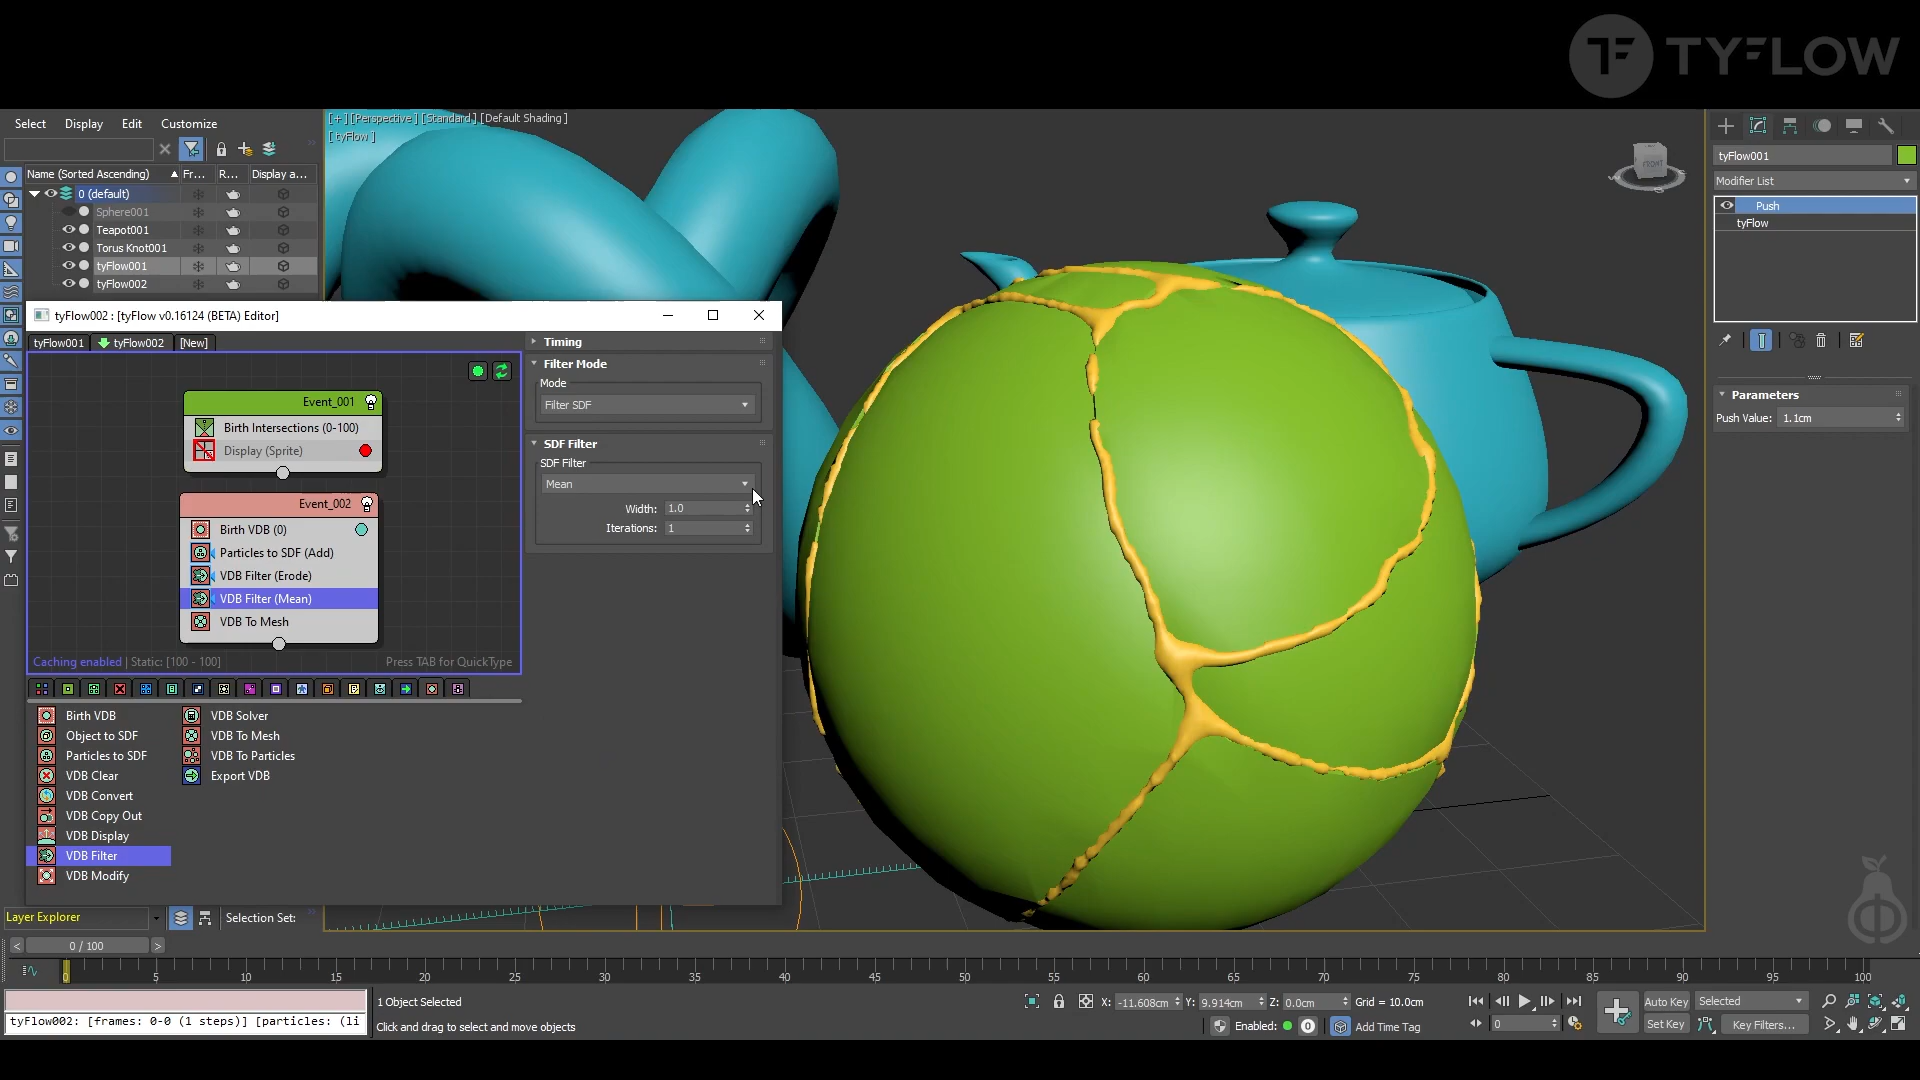 TYFLOW
Select Display Edit Customize
[+] [Perspective] [Standard] [Default Shading]
[ tyFlow ]
Name (Sorted Ascending) Fr... R... Display a...
0 (default)
Sphere001
Teapot001
Torus Knot001
tyFlow001
tyFlow002
FRONT
tyFlow001
Modifier List
Push
tyFlow
Parameters
Push Value: 1.1cm
tyFlow002 : [tyFlow v0.16124 (BETA) Editor]
tyFlow001 tyFlow002 [New]
Event_001
Birth Intersections (0-100)
Display (Sprite)
Event_002
Birth VDB (0)
Particles to SDF (Add)
VDB Filter (Erode)
VDB Filter (Mean)
VDB To Mesh
Caching enabled | Static: [100 - 100] Press TAB for QuickType
Timing
Filter Mode
Mode
Filter SDF
SDF Filter
SDF Filter
Mean
Width: 1.0
Iterations: 1
Birth VDB
Object to SDF
Particles to SDF
VDB Clear
VDB Convert
VDB Copy Out
VDB Display
VDB Filter
VDB Modify
VDB Solver
VDB To Mesh
VDB To Particles
Export VDB
Layer Explorer Selection Set:
0 / 100
0 5 10 15 20 25 30 35 40 45 50 55 60 65 70 75 80 85 90 95 100
1 Object Selected
X: -11.608cm Y: 9.914cm Z: 0.0cm Grid = 10.0cm
Auto Key Selected
tyFlow002: [frames: 0-0 (1 steps)] [particles: (li
Click and drag to select and move objects
Enabled: 0 Add Time Tag
0
Set Key Key Filters...